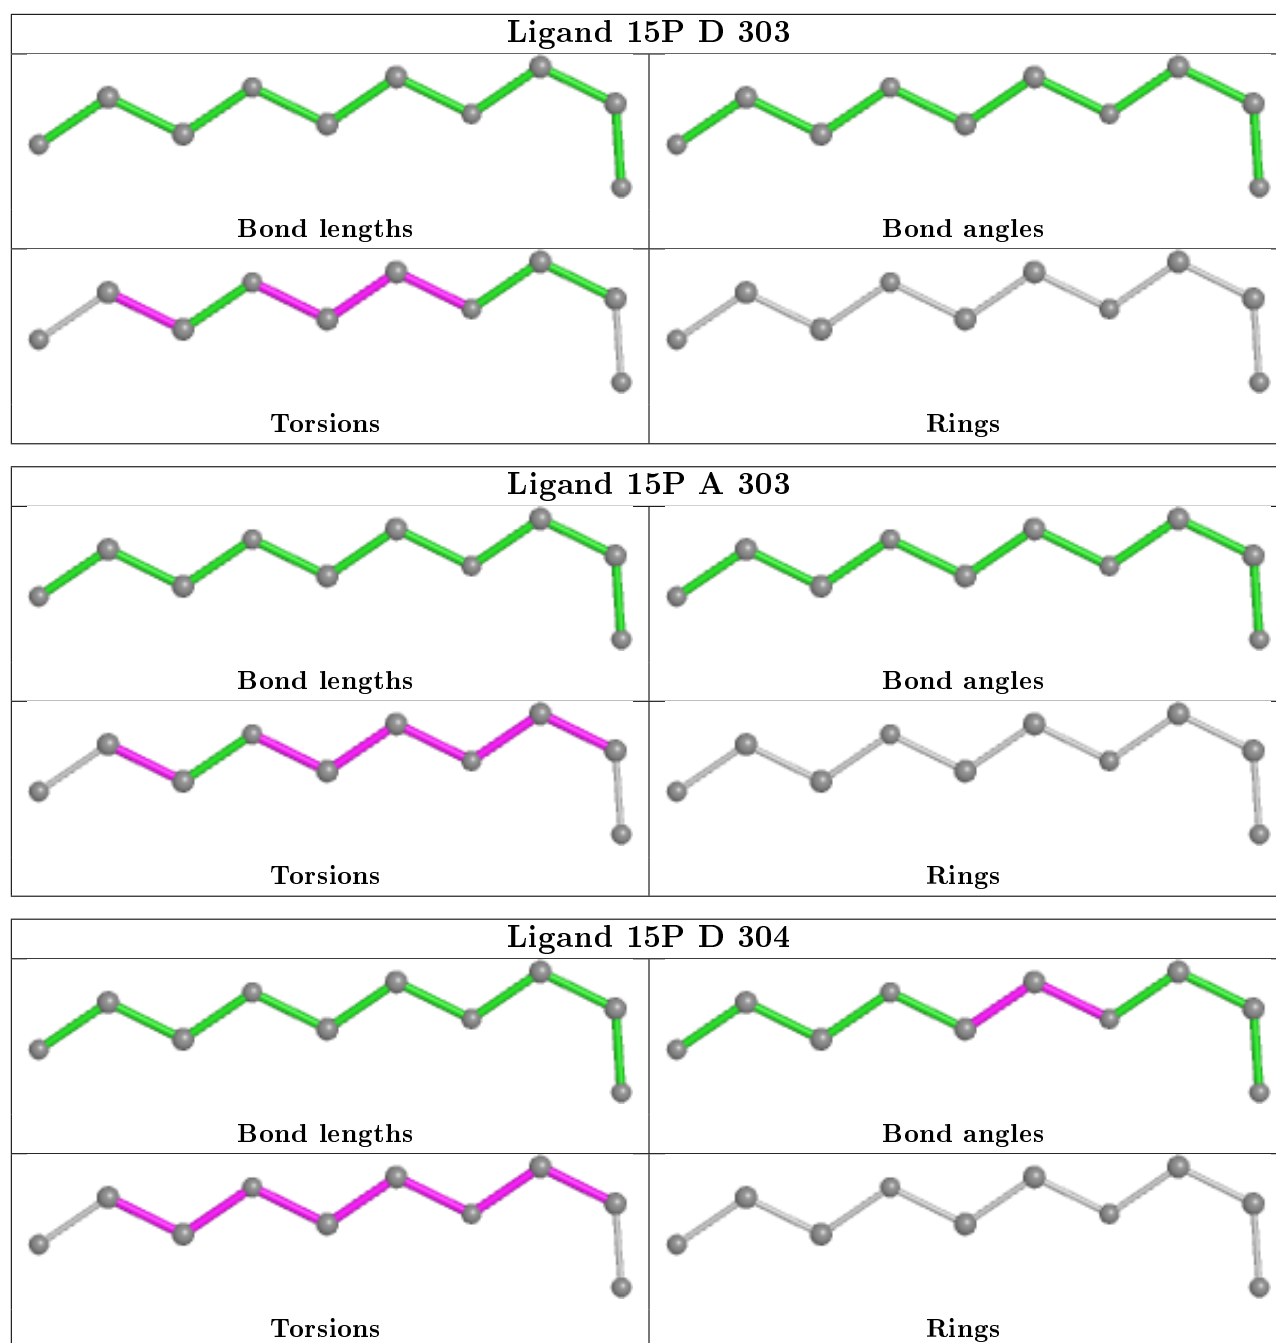 Ligand 15P D 303
Bond lengths
Bond angles
Torsions
Rings
Ligand 15P A 303
Bond lengths
Bond angles
Torsions
Rings
Ligand 15P D 304
Bond lengths
Bond angles
Torsions
Rings